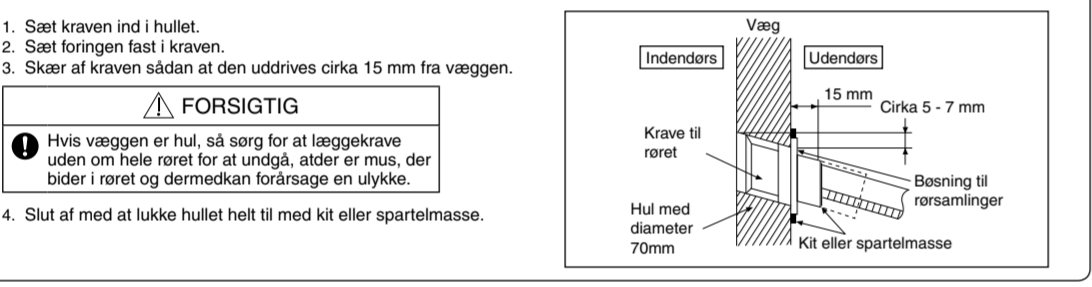 1. Sæt kraven ind i hullet.
2. Sæt foringen fast i kraven.
3. Skær af kraven sådan at den uddrives cirka 15 mm fra væggen.
FORSIGTIG
Hvis væggen er hul, så sørg for at læggekrave
uden om hele røret for at undgå, atder er mus, der
bider i røret og dermedkan forårsage en ulykke.
4. Slut af med at lukke hullet helt til med kit eller spartelmasse.
Væg
Indendørs
Udendørs
15 mm
Cirka 5 - 7 mm
Krave til
røret
Bøsning til
rørsamlinger
Hul med
diameter
70mm
Kit eller spartelmasse